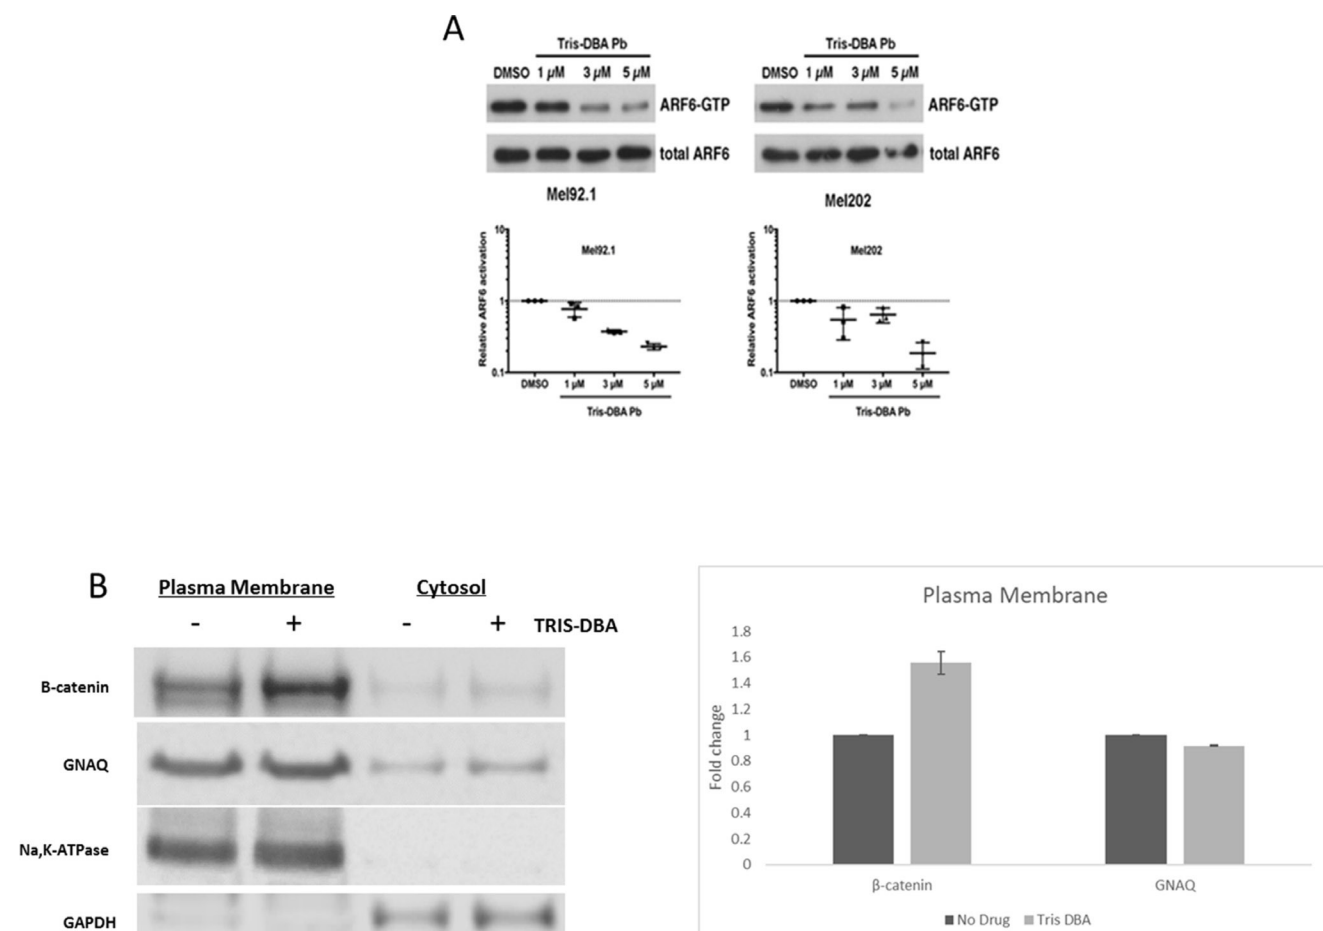 A
Tris-DBA Pb
DMSO 1 µM 3 µM 5 µM
ARF6-GTP
total ARF6
Mel92.1
Tris-DBA Pb
DMSO 1 µM 3 µM 5 µM
ARF6-GTP
total ARF6
Mel202
Relative ARF6 activation
10
1
0.1
Mel92.1
DMSO 1 µM 3 µM 5 µM
Tris-DBA Pb
Relative ARF6 activation
10
1
0.1
Mel202
DMSO 1 µM 3 µM 5 µM
Tris-DBA Pb
B
Plasma Membrane Cytosol
- + - + TRIS-DBA
B-catenin
GNAQ
Na,K-ATPase
GAPDH
Plasma Membrane
Fold change
1.8
1.6
1.4
1.2
1
0.8
0.6
0.4
0.2
0
β-catenin GNAQ
No Drug Tris DBA